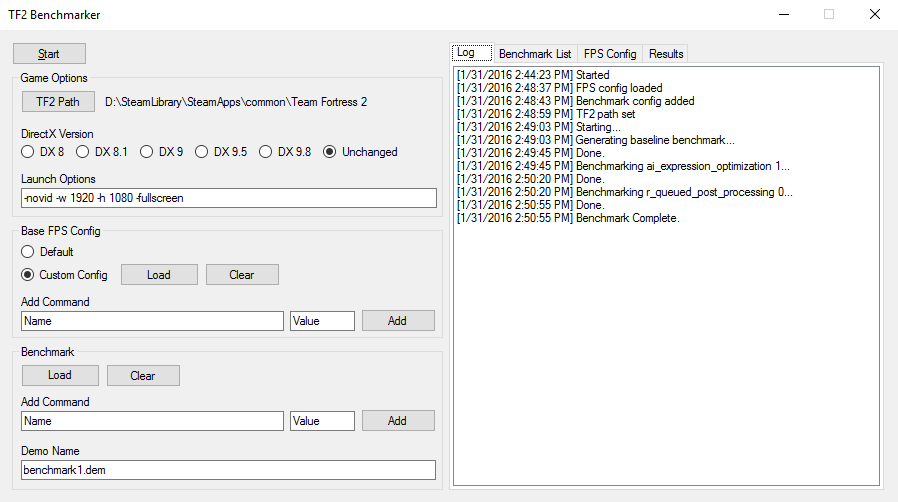 TF2 Benchmarker
Start
Game Options
TF2 Path D:\SteamLibrary\SteamApps\common\Team Fortress 2
DirectX Version
DX 8 DX 8.1 DX 9 DX 9.5 DX 9.8 Unchanged
Launch Options
-novid -w 1920 -h 1080 -fullscreen
Base FPS Config
Default
Custom Config Load Clear
Add Command
Name Value Add
Benchmark
Load Clear
Add Command
Name Value Add
Demo Name
benchmark1.dem
Log Benchmark List FPS Config Results
[1/31/2016 2:44:23 PM] Started
[1/31/2016 2:48:37 PM] FPS config loaded
[1/31/2016 2:48:43 PM] Benchmark config added
[1/31/2016 2:48:59 PM] TF2 path set
[1/31/2016 2:49:03 PM] Starting...
[1/31/2016 2:49:03 PM] Generating baseline benchmark...
[1/31/2016 2:49:45 PM] Done.
[1/31/2016 2:49:45 PM] Benchmarking ai_expression_optimization 1...
[1/31/2016 2:50:20 PM] Done.
[1/31/2016 2:50:20 PM] Benchmarking r_queued_post_processing 0...
[1/31/2016 2:50:55 PM] Done.
[1/31/2016 2:50:55 PM] Benchmark Complete.